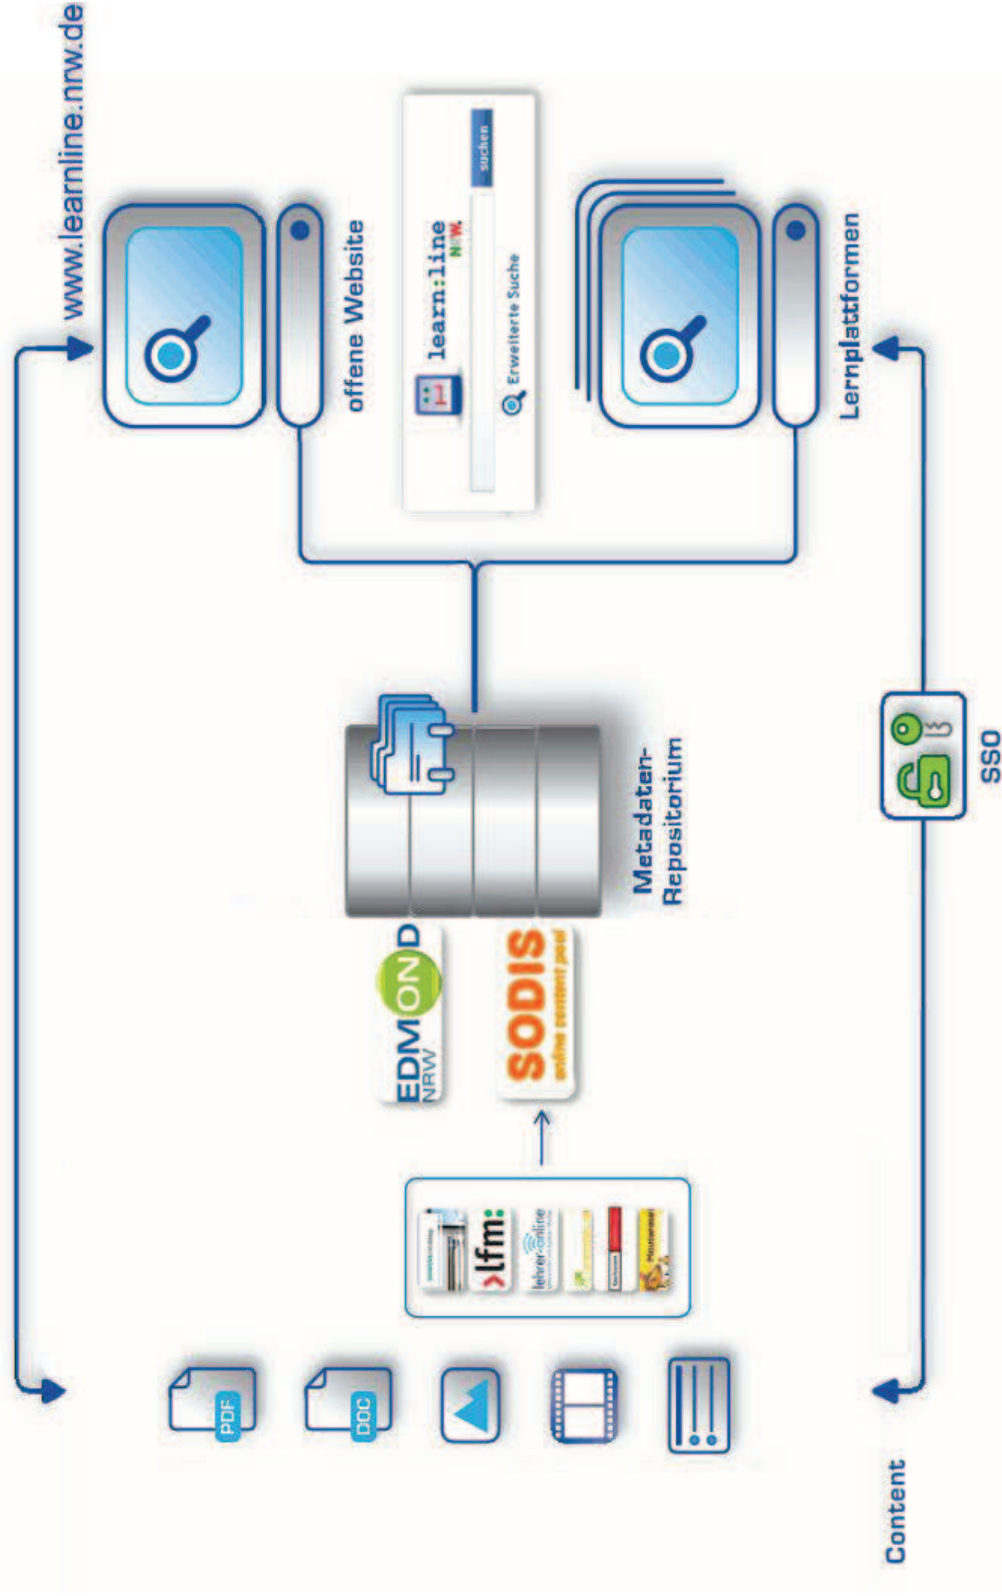 www.learnline.nrw.de
offene Website
learn:line
NRW.
suchen
Erweiterte Suche
Lernplattformen
Metadaten-
Repositorium
EDMOND
NRW
SODIS
online content pool
>lfm:
lehrer-online
Mauswiesel
PDF
DOC
Content
SSO